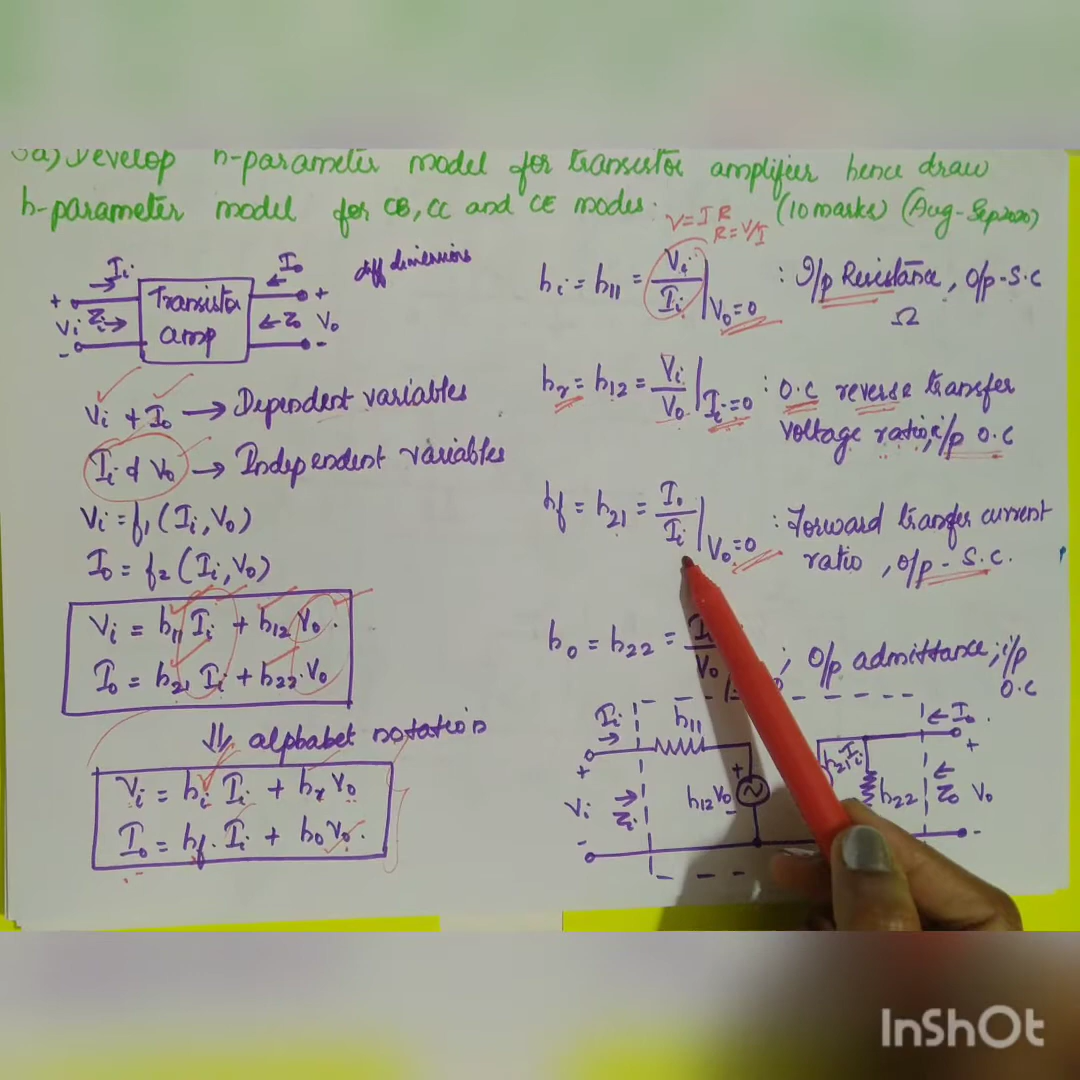 Develop h-parameter model for transistor amplifier hence draw
h-parameter model for CB, CC and CE modes. (10 marks) (Aug-Sep 2020)
V = I R
R = V/I
diff dimensions
Ii
Io
+
+
Transistor
amp
Vi
Zi
Zo
Vo
-
-
Vi + Io → Dependent variables
Ii & Vo → Independent variables
Vi = f1 (Ii, Vo)
Io = f2 (Ii, Vo)
Vi = h11 Ii + h12 Vo.
Io = h21 Ii + h22 . Vo
⇓ alphabet notation
Vi = hi Ii + hr Vo
Io = hf . Ii + ho Vo.
hi = h11 = Vi/Ii | Vo=0 : I/p Resistance, O/p - S.C
Ω
hr = h12 = Vi/Vo | Ii=0 : O.C reverse transfer
voltage ratio, i/p O.C
hf = h21 = Io/Ii | Vo=0 : Forward transfer current
ratio, O/p - S.C.
ho = h22 = ; O/p admittance; i/p
O.C
Ii
h11
Io.
+
+
+
h21 Ii
Vi
Zi
h12 Vo
h22
Zo
Vo
-
-
-
InShOt